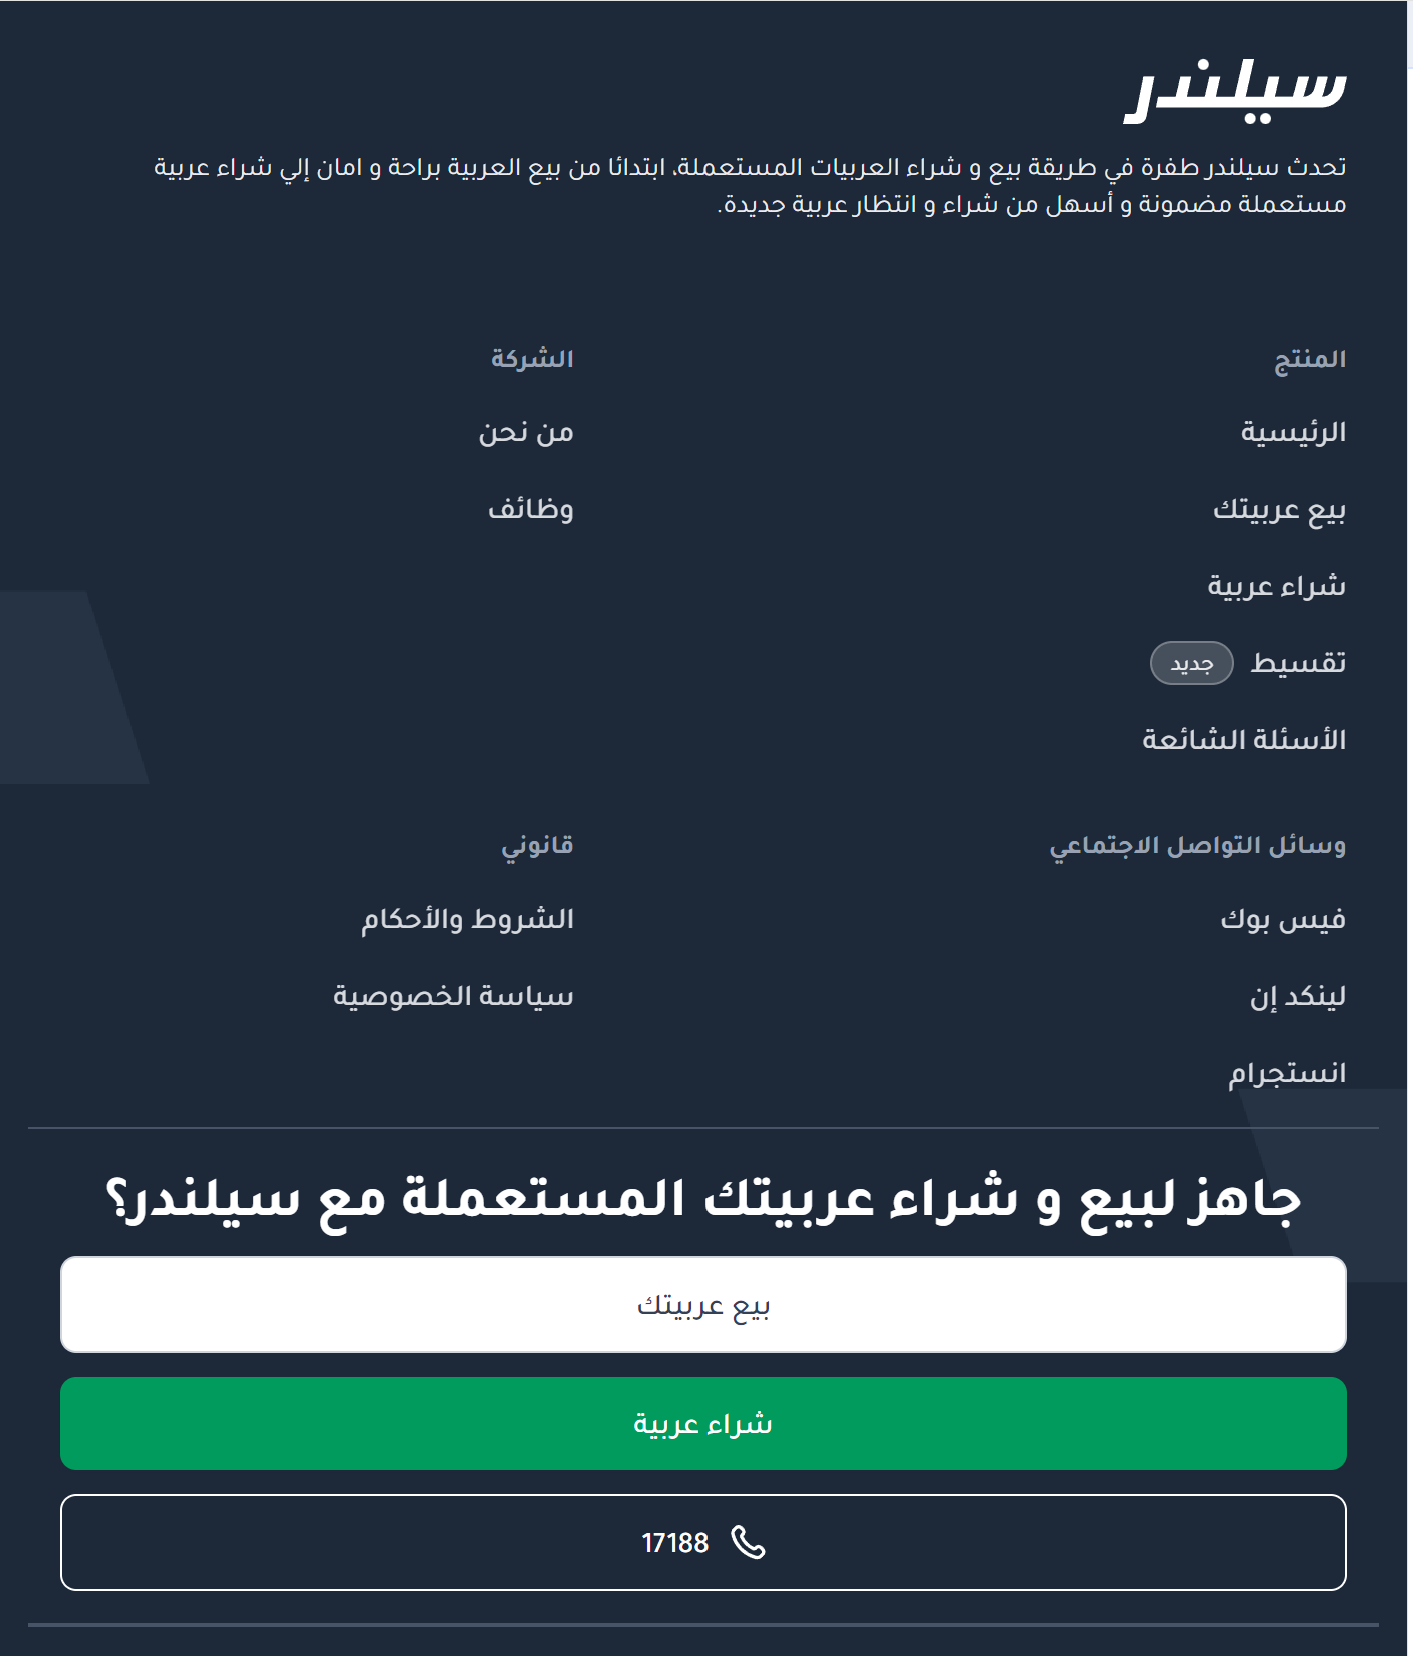 سيلندر
تحدث سيلندر طفرة في طريقة بيع و شراء العربيات المستعملة، ابتدائا من بيع العربية براحة و امان إلي شراء عربية
مستعملة مضمونة و أسهل من شراء و انتظار عربية جديدة.
المنتج
الرئيسية
بيع عربيتك
شراء عربية
تقسيط جديد
الأسئلة الشائعة
الشركة
من نحن
وظائف
وسائل التواصل الاجتماعي
فيس بوك
لينكد إن
انستجرام
قانوني
الشروط والأحكام
سياسة الخصوصية
جاهز لبيع و شراء عربيتك المستعملة مع سيلندر؟
بيع عربيتك
شراء عربية
17188